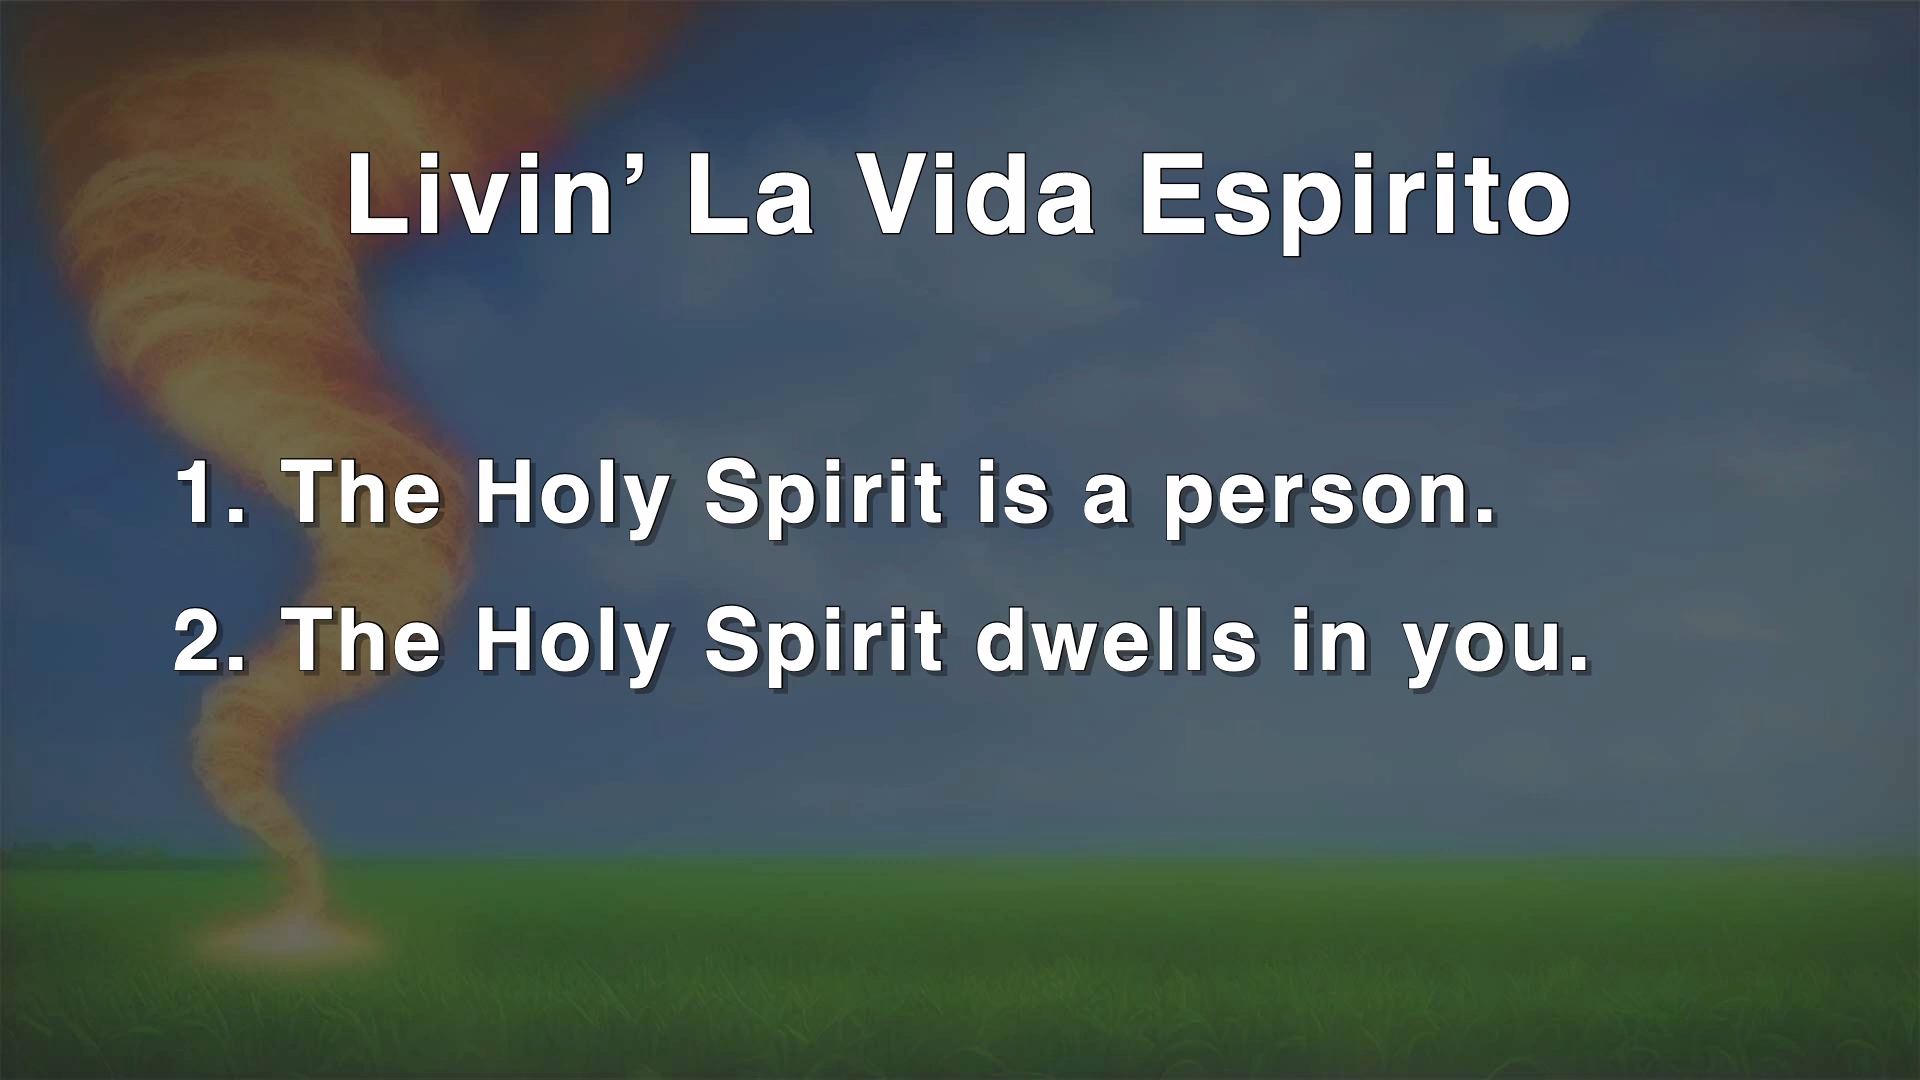 Livin’ La Vida Espirito
1. The Holy Spirit is a person.
2. The Holy Spirit dwells in you.